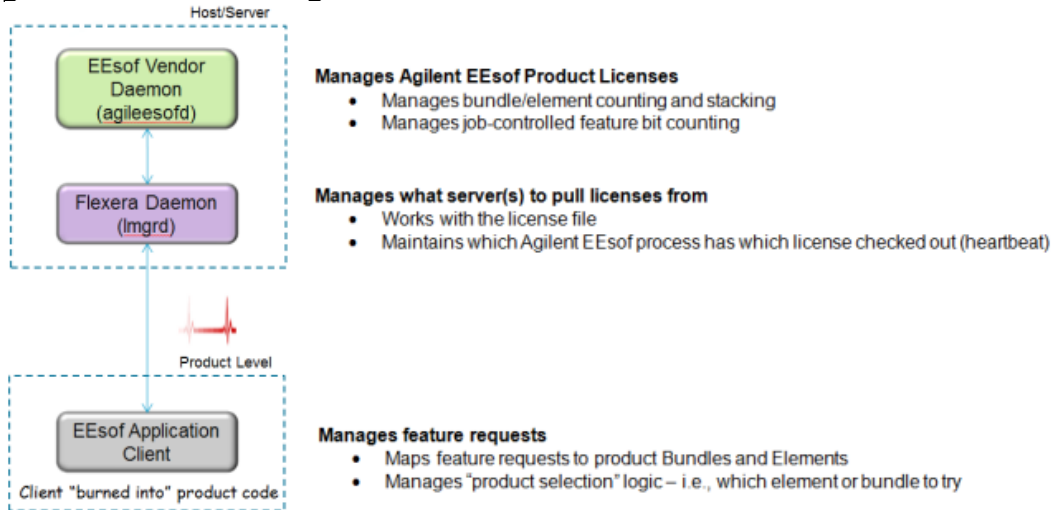 Host/Server
EEsof Vendor
Daemon
(agileesofd)
Manages Agilent EEsof Product Licenses
• Manages bundle/element counting and stacking
• Manages job-controlled feature bit counting
Flexera Daemon
(lmgrd)
Manages what server(s) to pull licenses from
• Works with the license file
• Maintains which Agilent EEsof process has which license checked out (heartbeat)
Product Level
EEsof Application
Client
Client "burned into" product code
Manages feature requests
• Maps feature requests to product Bundles and Elements
• Manages “product selection” logic – i.e., which element or bundle to try